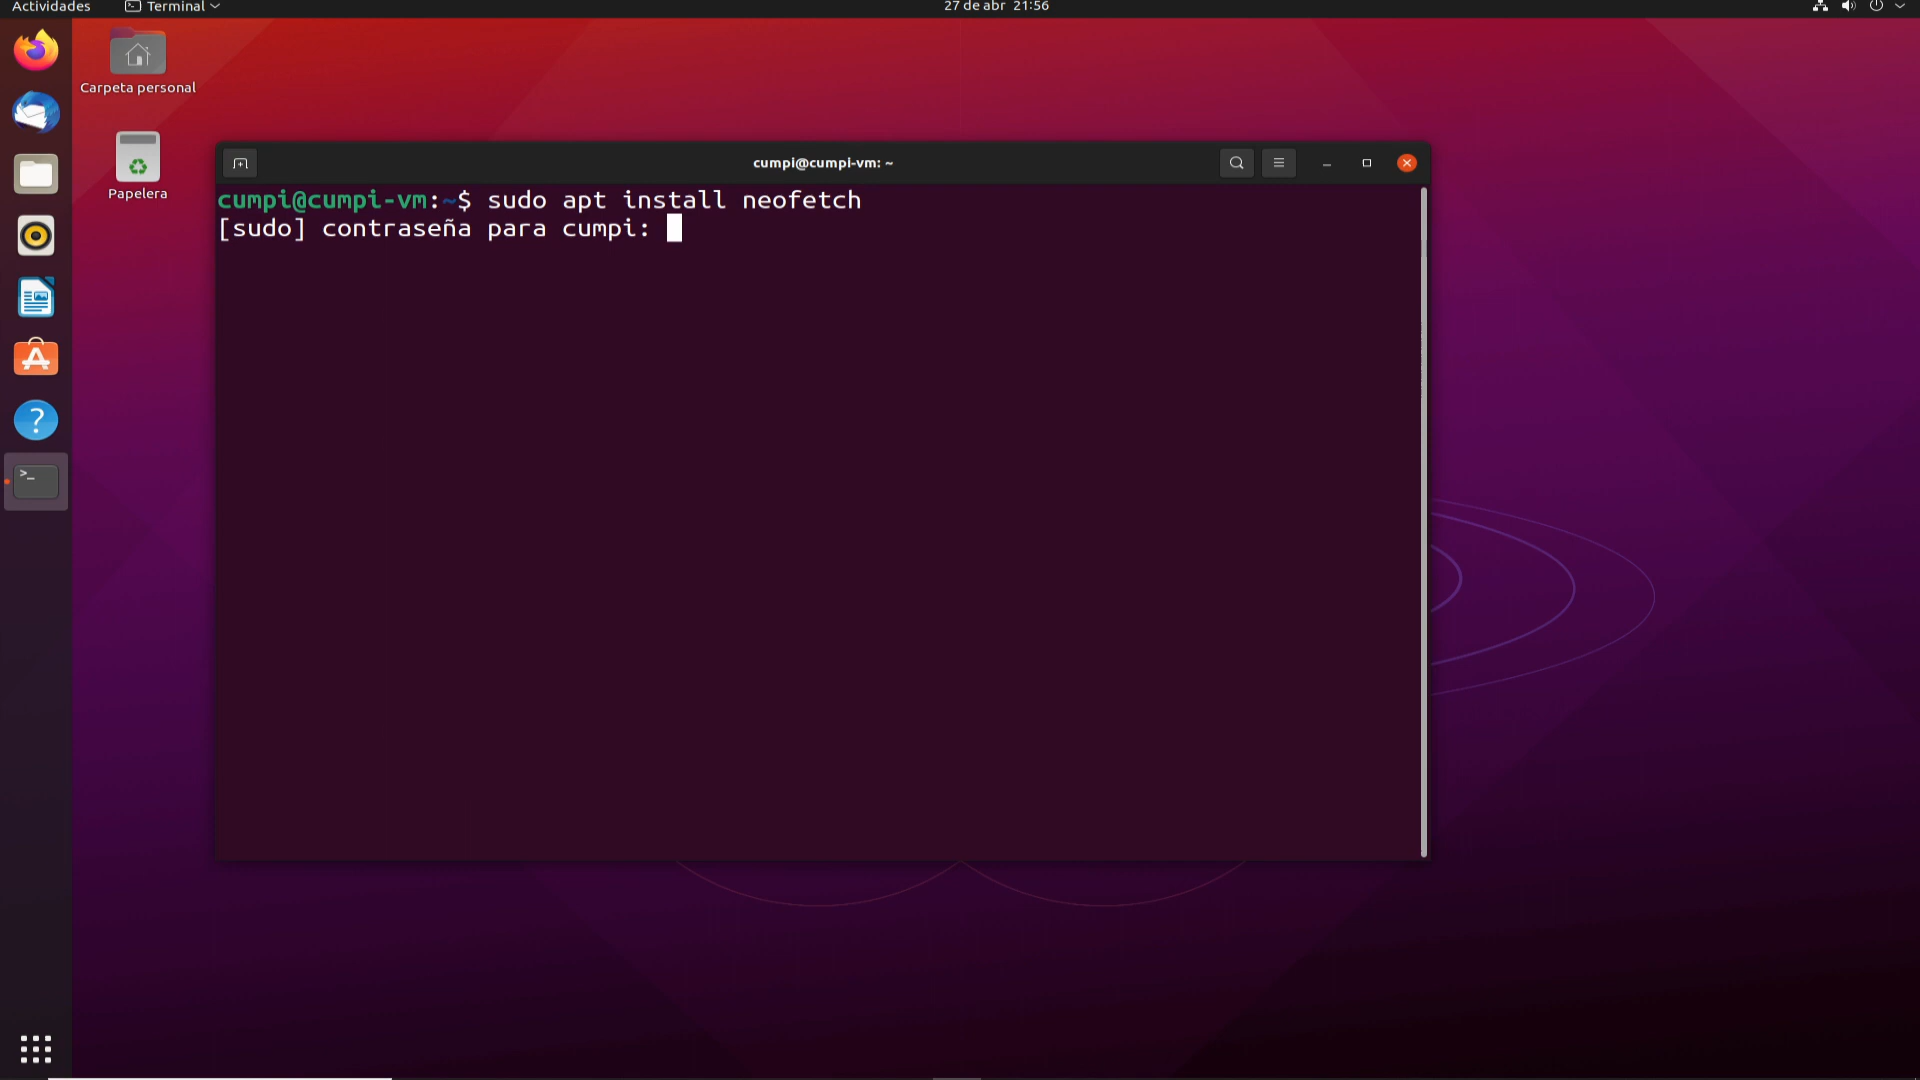 Actividades
Terminal
27 de abr 21:56
Carpeta personal
Papelera
cumpi@cumpi-vm: ~
cumpi@cumpi-vm:~$ sudo apt install neofetch
[sudo] contraseña para cumpi: